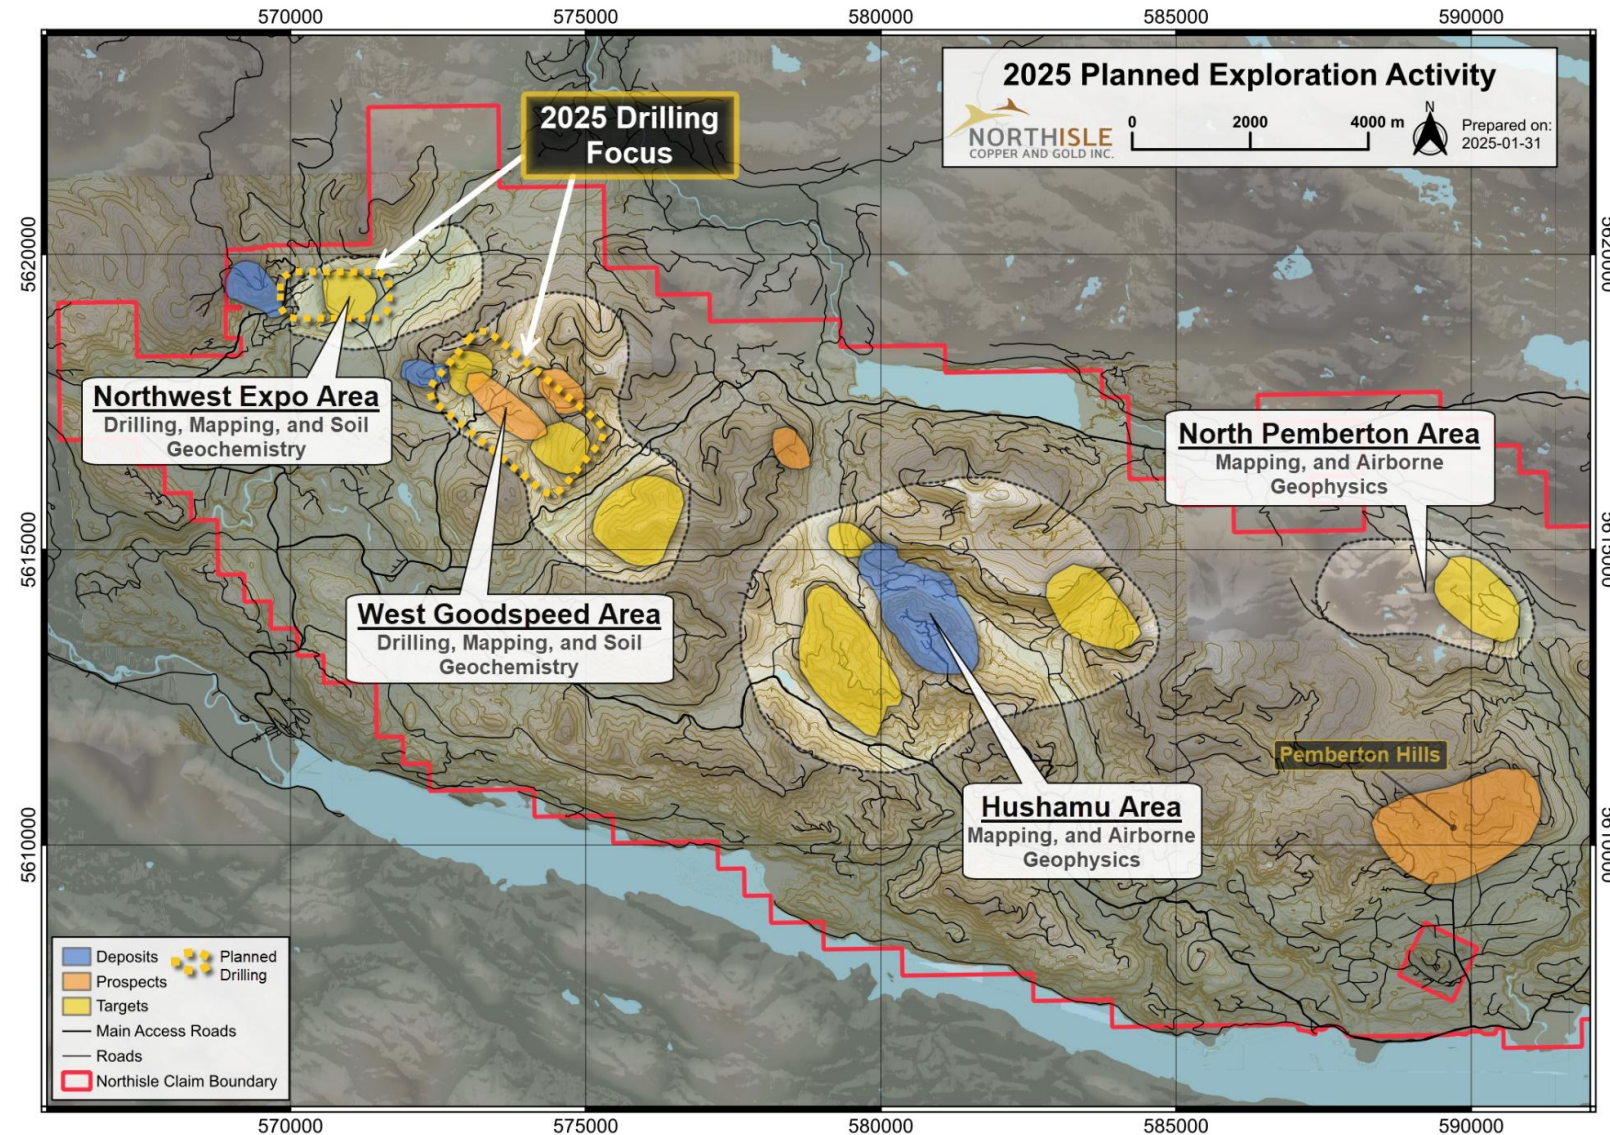 570000
575000
580000
585000
590000
2025 Planned Exploration Activity
NORTHISLE
COPPER AND GOLD INC.
0
2000
4000 m
N
Prepared on:
2025-01-31
2025 Drilling
Focus
5620000
5620000
Northwest Expo Area
Drilling, Mapping, and Soil
Geochemistry
North Pemberton Area
Mapping, and Airborne
Geophysics
5615000
5615000
West Goodspeed Area
Drilling, Mapping, and Soil
Geochemistry
Pemberton Hills
Hushamu Area
Mapping, and Airborne
Geophysics
5610000
5610000
Deposits
Planned
Drilling
Prospects
Targets
Main Access Roads
Roads
Northisle Claim Boundary
570000
575000
580000
585000
590000